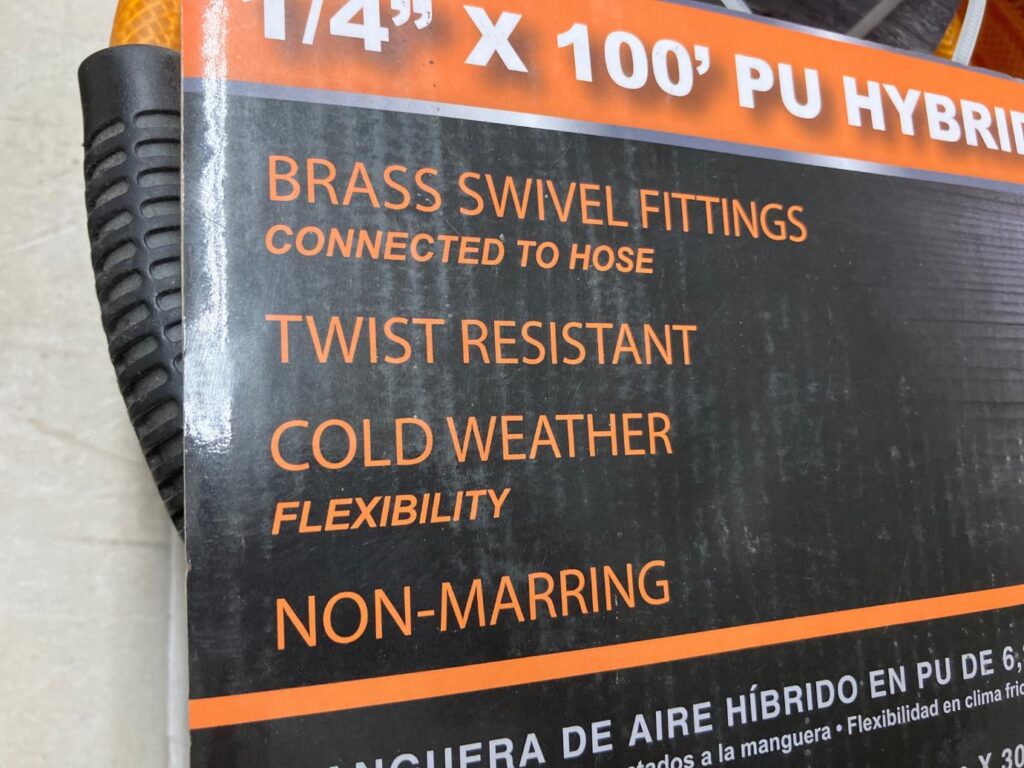 1/4” X 100’ PU HYBRID
BRASS SWIVEL FITTINGS
CONNECTED TO HOSE
TWIST RESISTANT
COLD WEATHER
FLEXIBILITY
NON-MARRING
DE AIRE HÍBRIDO EN PU DE 6,
a la manguera • Flexibilidad en clima
X 30